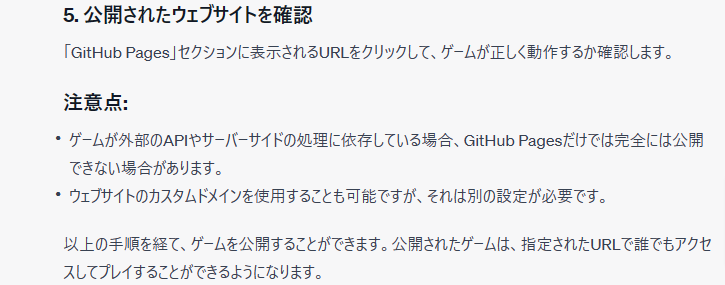 5. 公開されたウェブサイトを確認
「GitHub Pages」セクションに表示されるURLをクリックして、ゲームが正しく動作するか確認します。
注意点:
• ゲームが外部のAPIやサーバーサイドの処理に依存している場合、GitHub Pagesだけでは完全には公開
できない場合があります。
• ウェブサイトのカスタムドメインを使用することも可能ですが、それは別の設定が必要です。
以上の手順を経て、ゲームを公開することができます。公開されたゲームは、指定されたURLで誰でもアクセ
スしてプレイすることができるようになります。